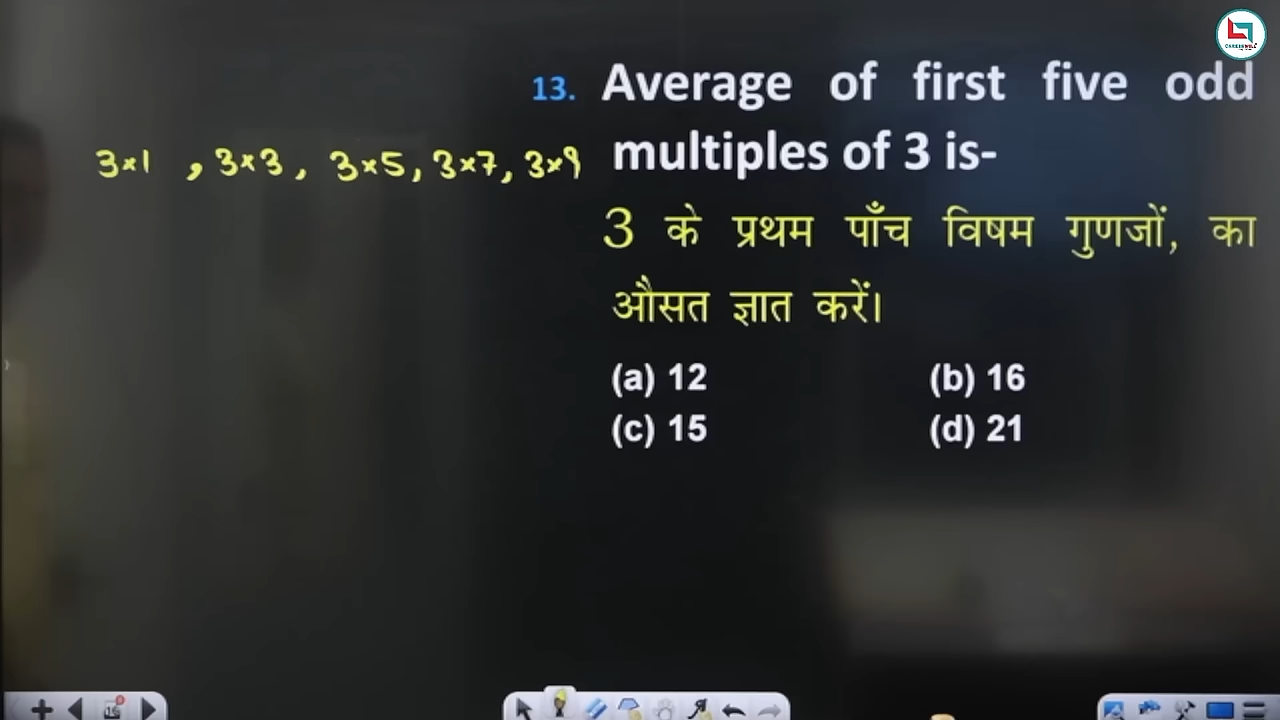 13. Average of first five odd
multiples of 3 is-
3×1 , 3×3, 3×5, 3×7, 3×9
3 के प्रथम पाँच विषम गुणजों, का
औसत ज्ञात करें।
(a) 12 (b) 16
(c) 15 (d) 21